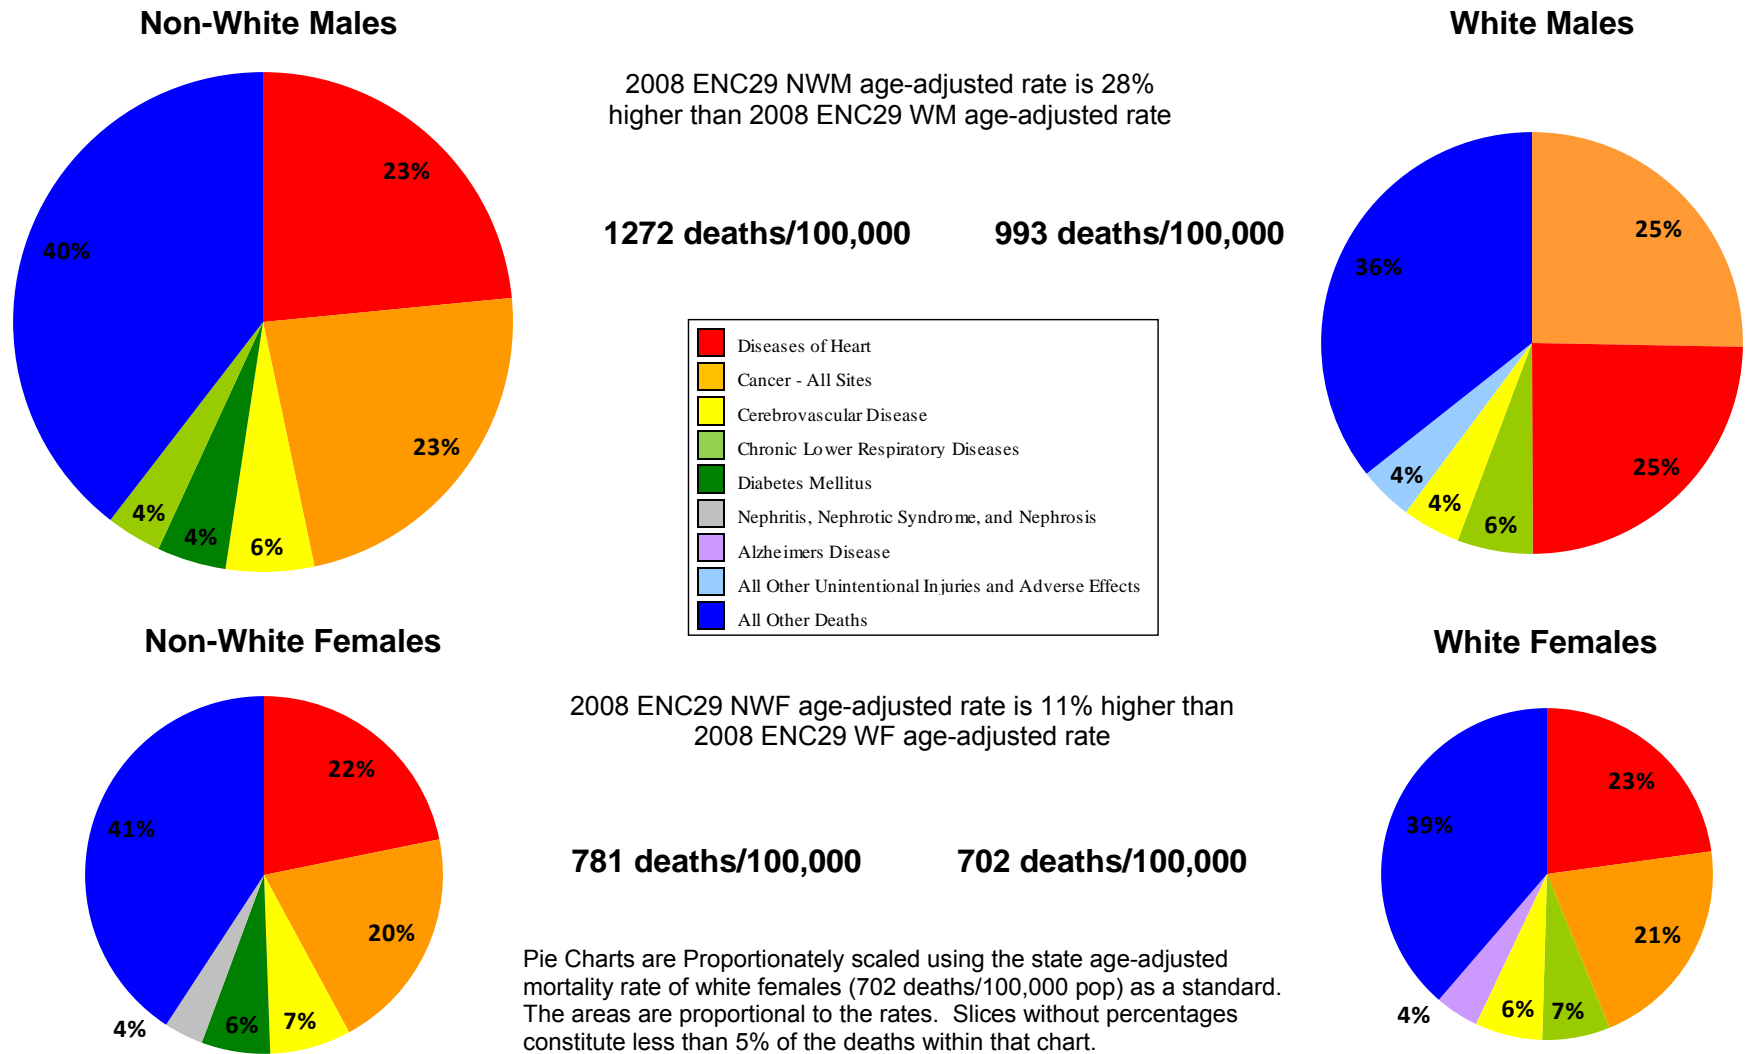 Non-White Males
White Males
2008 ENC29 NWM age-adjusted rate is 28%
higher than 2008 ENC29 WM age-adjusted rate
1272 deaths/100,000
993 deaths/100,000
23%
23%
6%
4%
4%
40%
25%
25%
6%
4%
4%
36%
Diseases of Heart
Cancer - All Sites
Cerebrovascular Disease
Chronic Lower Respiratory Diseases
Diabetes Mellitus
Nephritis, Nephrotic Syndrome, and Nephrosis
Alzheimers Disease
All Other Unintentional Injuries and Adverse Effects
All Other Deaths
Non-White Females
White Females
2008 ENC29 NWF age-adjusted rate is 11% higher than
2008 ENC29 WF age-adjusted rate
781 deaths/100,000
702 deaths/100,000
22%
20%
7%
6%
4%
41%
23%
21%
7%
6%
4%
39%
Pie Charts are Proportionately scaled using the state age-adjusted
mortality rate of white females (702 deaths/100,000 pop) as a standard.
The areas are proportional to the rates.  Slices without percentages
constitute less than 5% of the deaths within that chart.